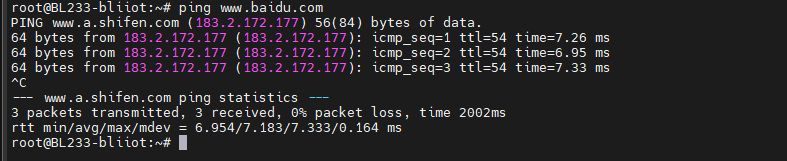 root@BL233-bliiot:~# ping www.baidu.com
PING www.a.shifen.com (183.2.172.177) 56(84) bytes of data.
64 bytes from 183.2.172.177 (183.2.172.177): icmp_seq=1 ttl=54 time=7.26 ms
64 bytes from 183.2.172.177 (183.2.172.177): icmp_seq=2 ttl=54 time=6.95 ms
64 bytes from 183.2.172.177 (183.2.172.177): icmp_seq=3 ttl=54 time=7.33 ms
^C
--- www.a.shifen.com ping statistics ---
3 packets transmitted, 3 received, 0% packet loss, time 2002ms
rtt min/avg/max/mdev = 6.954/7.183/7.333/0.164 ms
root@BL233-bliiot:~#